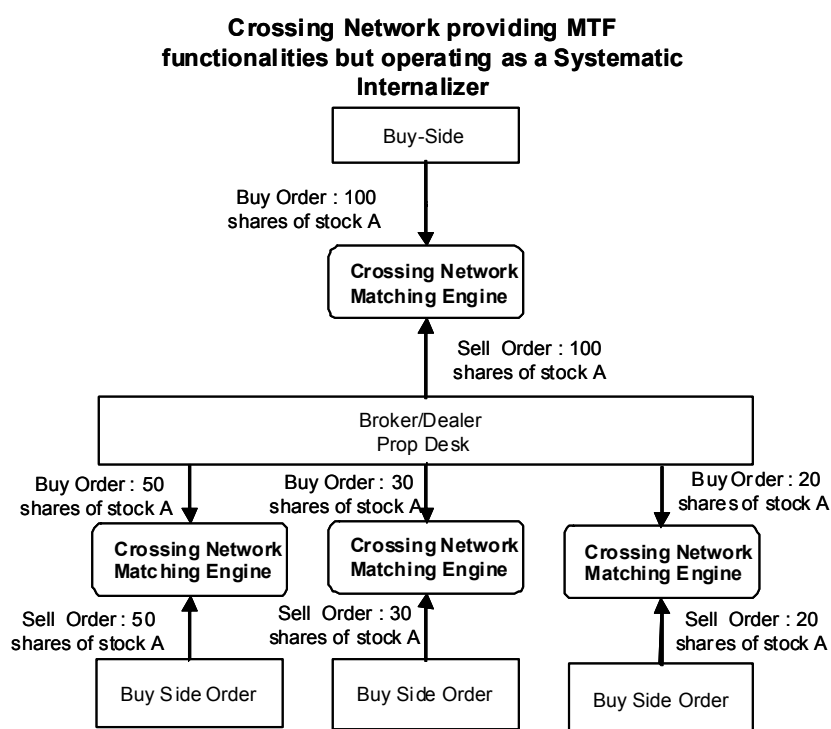 Crossing Network providing MTF
functionalities but operating as a Systematic
Internalizer
Buy-Side
Buy Order : 100
shares of stock A
Crossing Network
Matching Engine
Sell Order : 100
shares of stock A
Broker/Dealer
Prop Desk
Buy Order : 50
shares of stock A
Buy Order : 30
shares of stock A
Buy Order : 20
shares of stock A
Crossing Network
Matching Engine
Crossing Network
Matching Engine
Crossing Network
Matching Engine
Sell Order : 50
shares of stock A
Sell Order : 30
shares of stock A
Sell Order : 20
shares of stock A
Buy Side Order
Buy Side Order
Buy Side Order